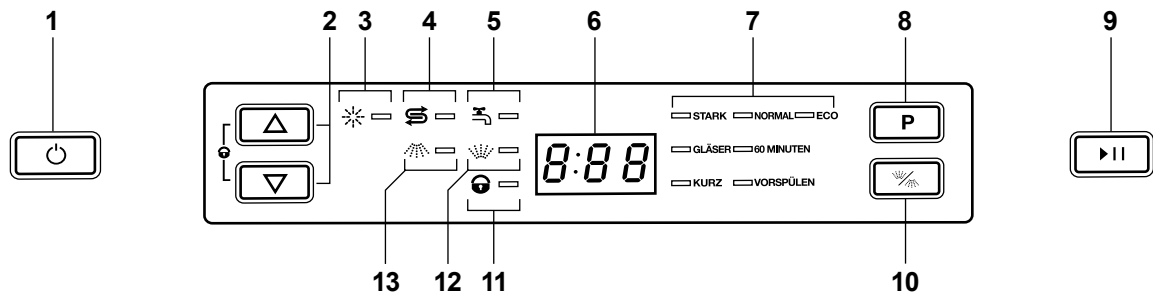 1 2 3 4 5 6 7 8 9
STARK NORMAL ECO P
8:88
GLÄSER 60 MINUTEN
KURZ VORSPÜLEN
13 12 11 10